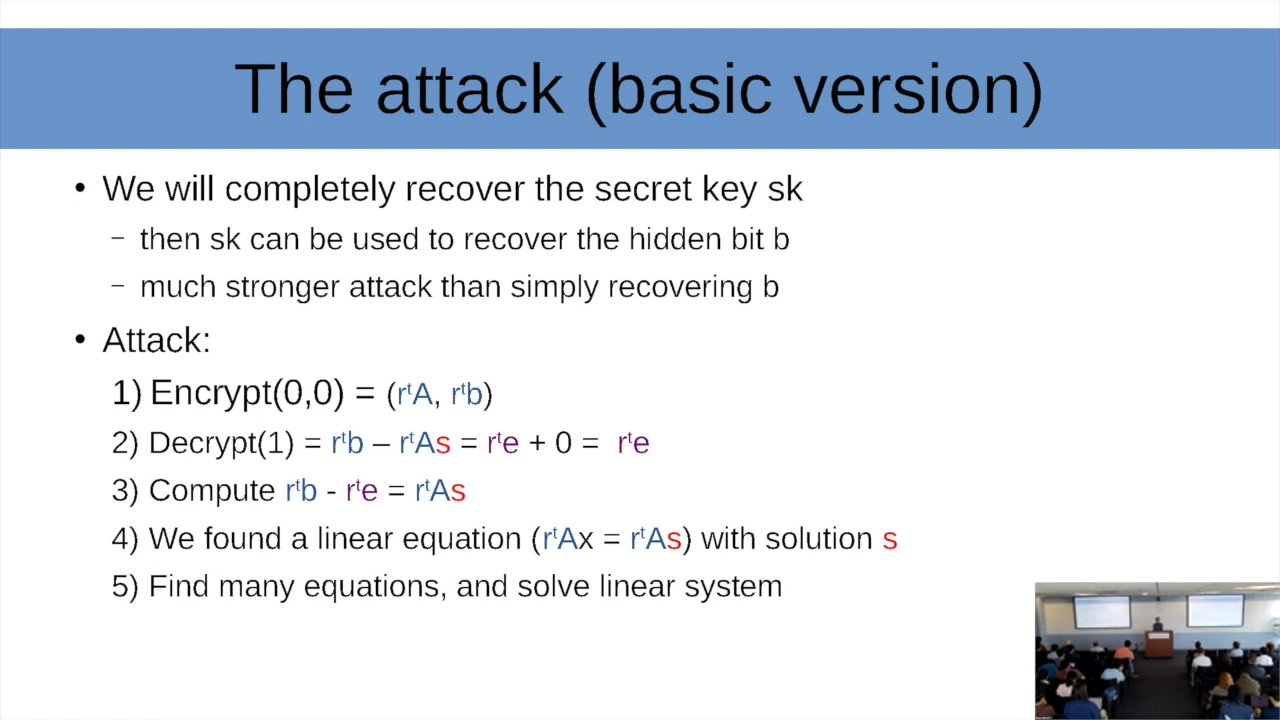 The attack (basic version)
• We will completely recover the secret key sk
– then sk can be used to recover the hidden bit b
– much stronger attack than simply recovering b
• Attack:
1) Encrypt(0,0) = (rᵗA, rᵗb)
2) Decrypt(1) = rᵗb – rᵗAs = rᵗe + 0 = rᵗe
3) Compute rᵗb - rᵗe = rᵗAs
4) We found a linear equation (rᵗAx = rᵗAs) with solution s
5) Find many equations, and solve linear system